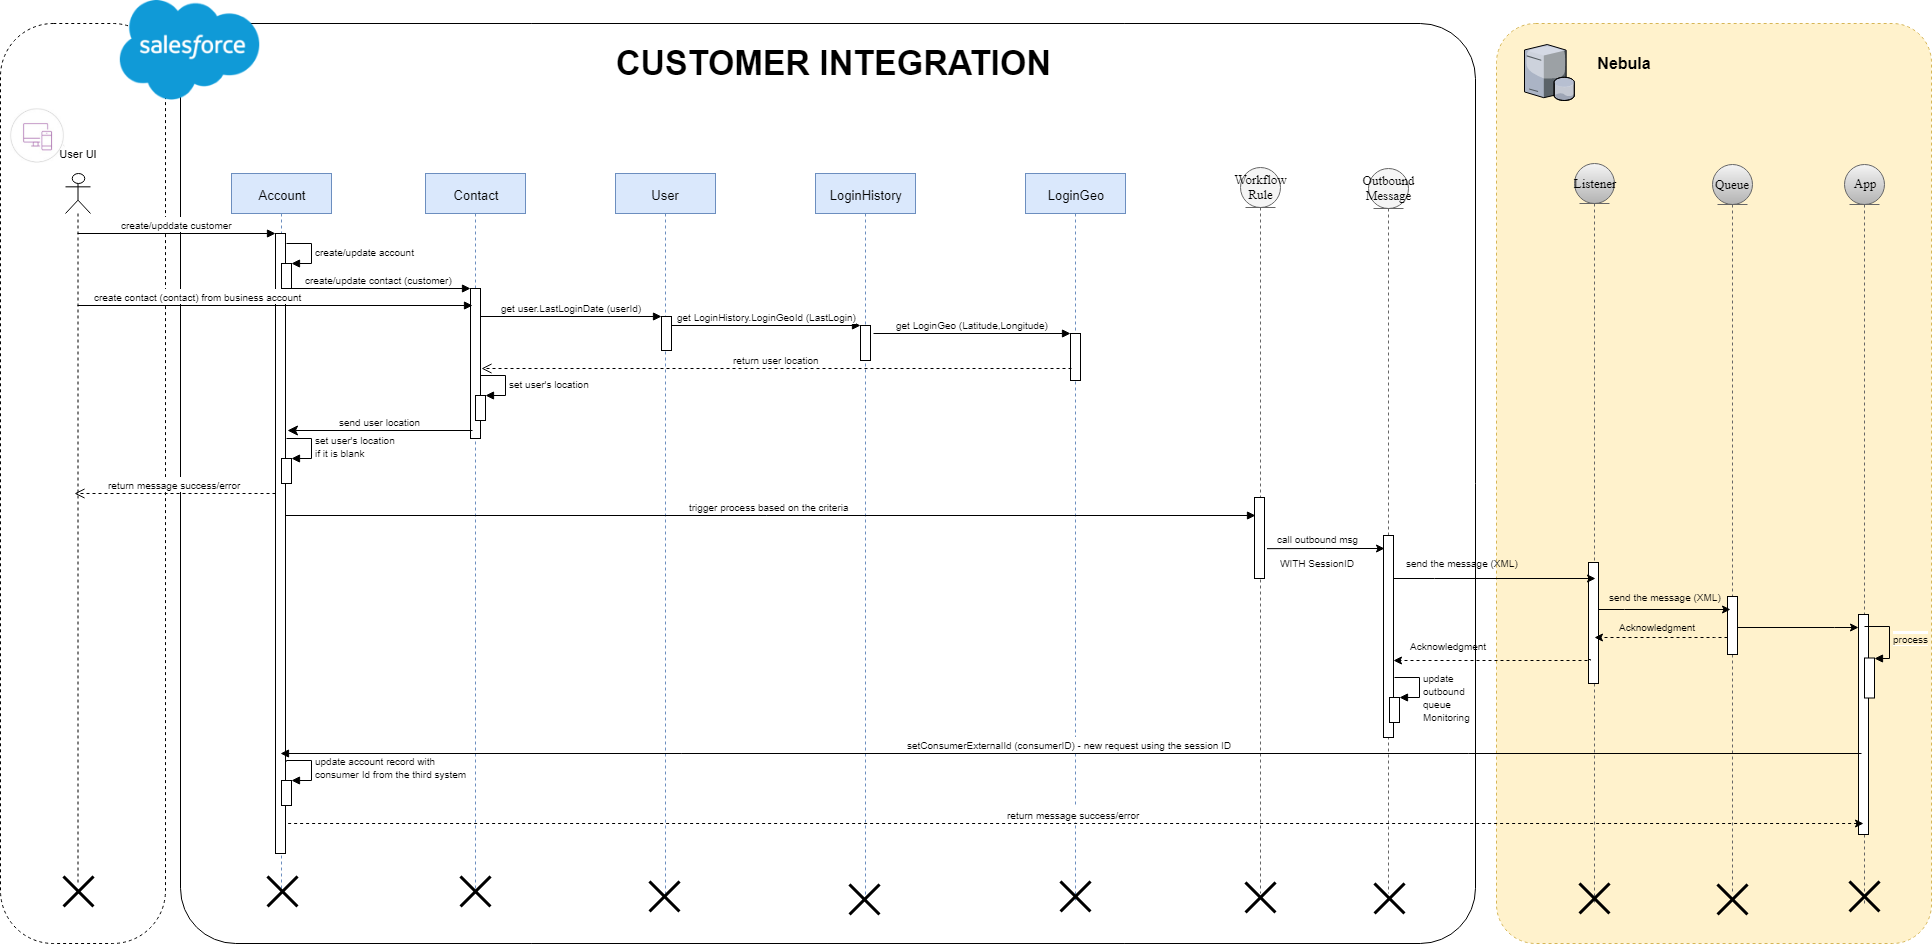 salesforce
CUSTOMER INTEGRATION
Nebula
User UI
Account
Contact
User
LoginHistory
LoginGeo
Workflow
Rule
Outbound
Message
Listener
Queue
App
create/upddate customer
create/update account
create/update contact (customer)
create contact (contact) from business account
get user.LastLoginDate (userId)
get LoginHistory.LoginGeoId (LastLogin)
get LoginGeo (Latitude,Longitude)
return user location
set user's location
send user location
set user's location
if it is blank
return message success/error
trigger process based on the criteria
call outbound msg
WITH SessionID
send the message (XML)
send the message (XML)
Acknowledgment
process
Acknowledgment
update
outbound
queue
Monitoring
setConsumerExternalId (consumerID) - new request using the session ID
update account record with
consumer Id from the third system
return message success/error